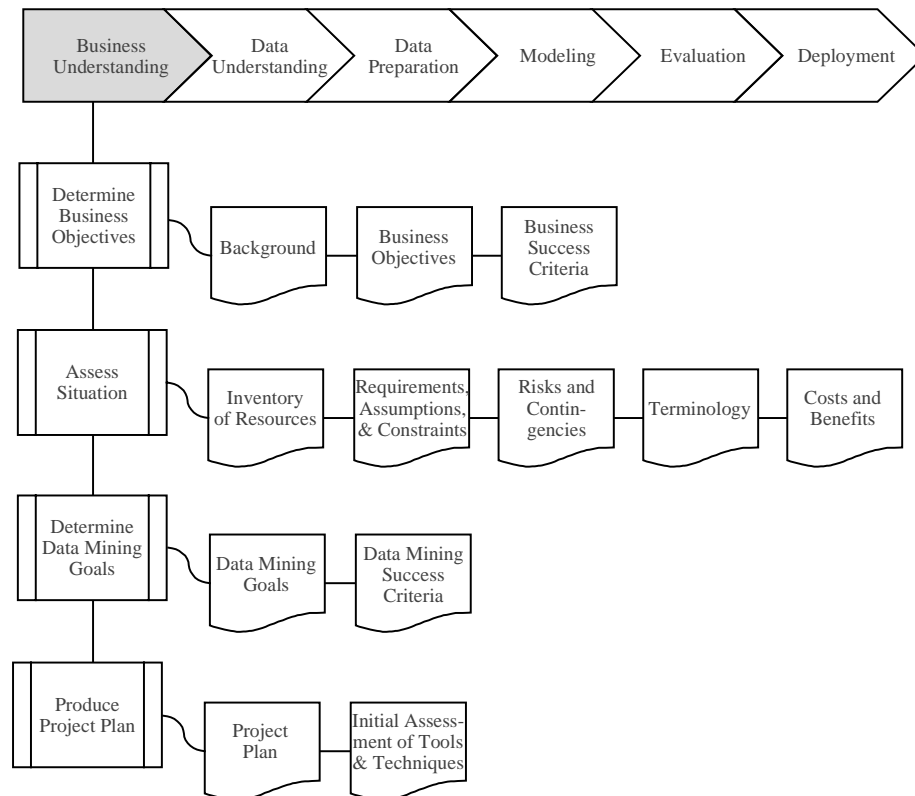 Business
Understanding
Data
Understanding
Data
Preparation
Modeling
Evaluation
Deployment
Determine
Business
Objectives
Background
Business
Objectives
Business
Success
Criteria
Assess
Situation
Inventory
of Resources
Requirements,
Assumptions,
& Constraints
Risks and
Contin-
gencies
Terminology
Costs and
Benefits
Determine
Data Mining
Goals
Data Mining
Goals
Data Mining
Success
Criteria
Produce
Project Plan
Project
Plan
Initial Assess-
ment of Tools
& Techniques